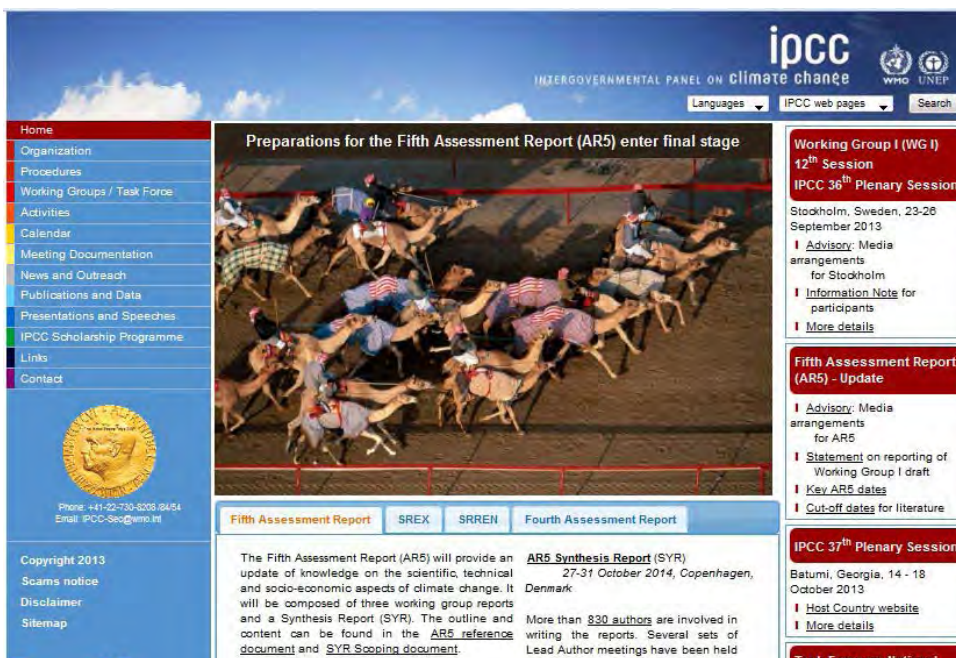 ipcc
INTERGOVERNMENTAL PANEL ON climate change
WMO UNEP
Languages
IPCC web pages
Search
Home
Organization
Procedures
Working Groups / Task Force
Activities
Calendar
Meeting Documentation
News and Outreach
Publications and Data
Presentations and Speeches
IPCC Scholarship Programme
Links
Contact
Phone: +41-22-730-8208 /84/54
Email: IPCC-Sec@wmo.int
Copyright 2013
Scams notice
Disclaimer
Sitemap
Preparations for the Fifth Assessment Report (AR5) enter final stage
Fifth Assessment Report
SREX
SRREN
Fourth Assessment Report
The Fifth Assessment Report (AR5) will provide an
update of knowledge on the scientific, technical
and socio-economic aspects of climate change. It
will be composed of three working group reports
and a Synthesis Report (SYR). The outline and
content can be found in the AR5 reference
document and SYR Scoping document.
AR5 Synthesis Report (SYR)
27-31 October 2014, Copenhagen,
Denmark
More than 830 authors are involved in
writing the reports. Several sets of
Lead Author meetings have been held
Working Group I (WG I)
12th Session
IPCC 36th Plenary Session
Stockholm, Sweden, 23-26
September 2013
Advisory: Media
arrangements
for Stockholm
Information Note for
participants
More details
Fifth Assessment Report
(AR5) - Update
Advisory: Media
arrangements
for AR5
Statement on reporting of
Working Group I draft
Key AR5 dates
Cut-off dates for literature
IPCC 37th Plenary Session
Batumi, Georgia, 14 - 18
October 2013
Host Country website
More details